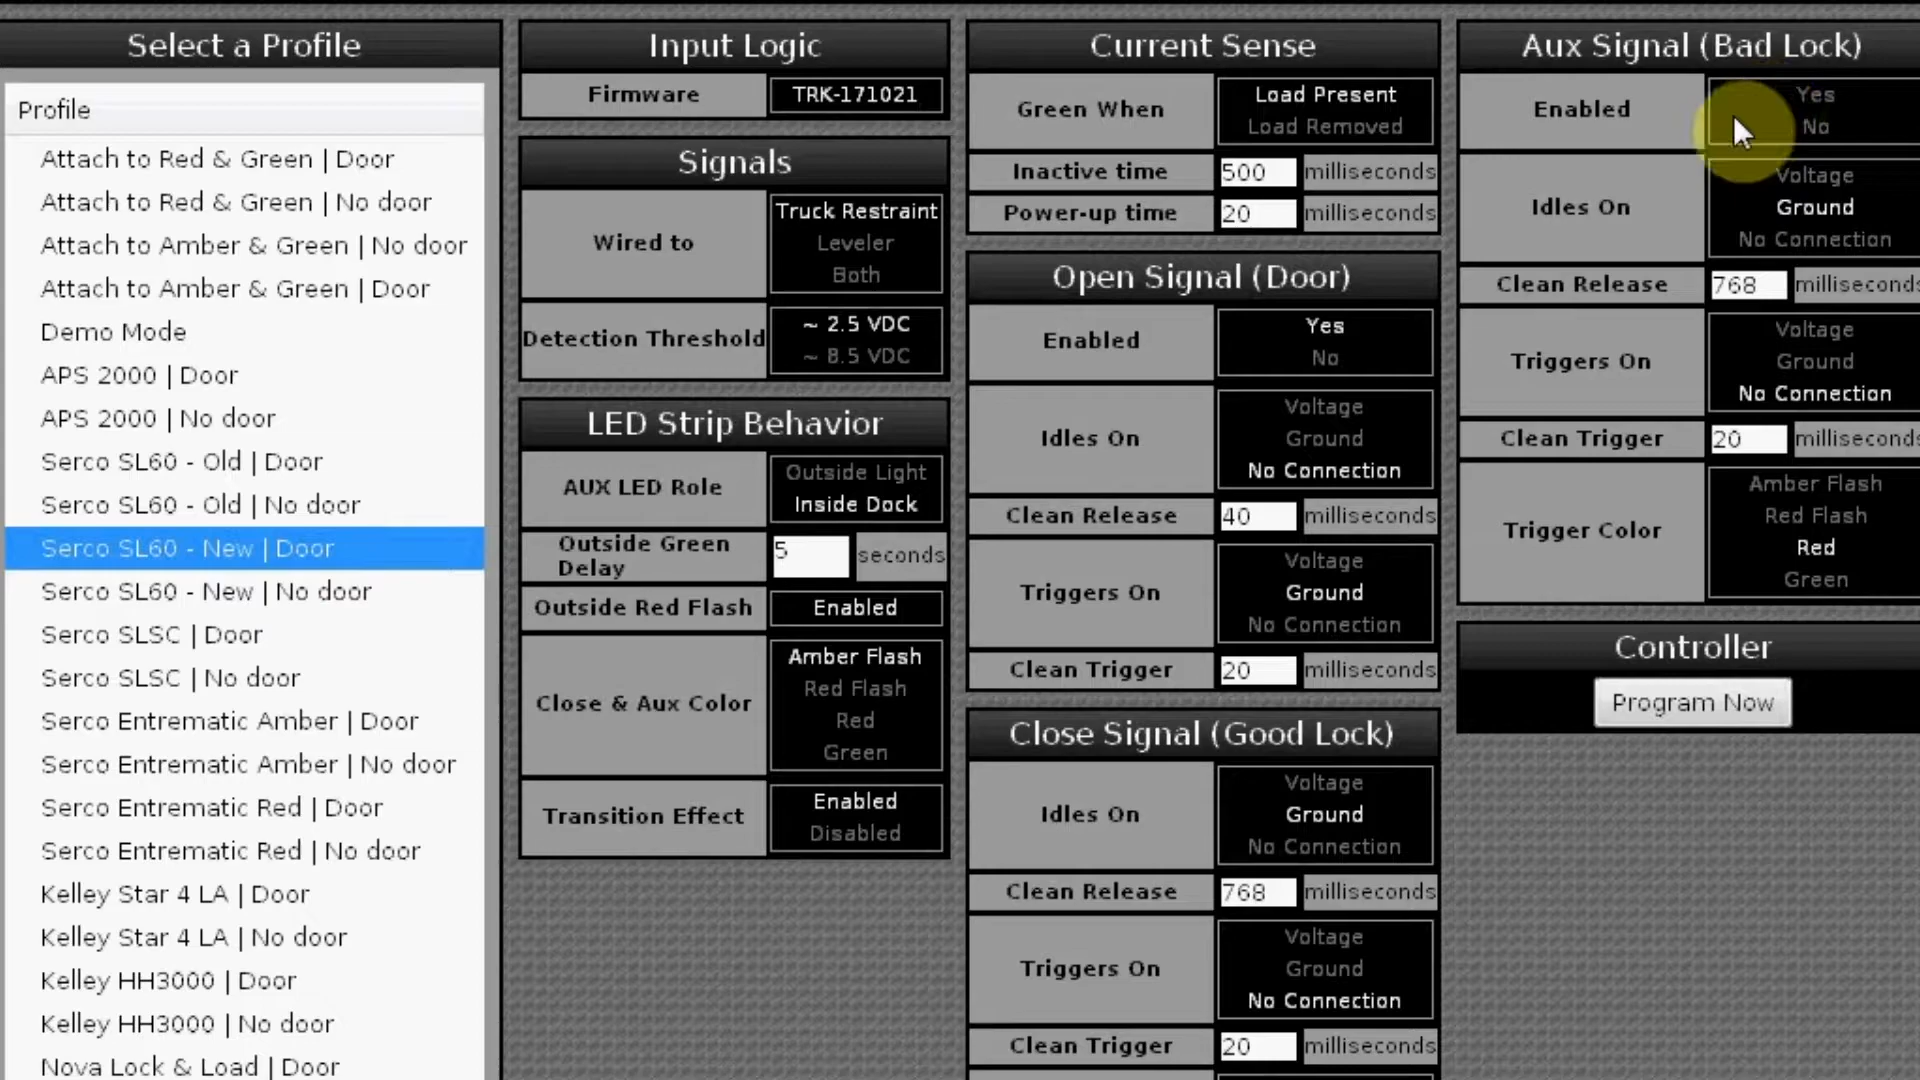 Select a Profile
Profile
Attach to Red & Green | Door
Attach to Red & Green | No door
Attach to Amber & Green | No door
Attach to Amber & Green | Door
Demo Mode
APS 2000 | Door
APS 2000 | No door
Serco SL60 - Old | Door
Serco SL60 - Old | No door
Serco SL60 - New | Door
Serco SL60 - New | No door
Serco SLSC | Door
Serco SLSC | No door
Serco Entrematic Amber | Door
Serco Entrematic Amber | No door
Serco Entrematic Red | Door
Serco Entrematic Red | No door
Kelley Star 4 LA | Door
Kelley Star 4 LA | No door
Kelley HH3000 | Door
Kelley HH3000 | No door
Nova Lock & Load | Door
Input Logic
Firmware TRK-171021
Signals
Wired to
Truck Restraint
Leveler
Both
Detection Threshold
~ 2.5 VDC
~ 8.5 VDC
LED Strip Behavior
AUX LED Role
Outside Light
Inside Dock
Outside Green
Delay
5 seconds
Outside Red Flash Enabled
Close & Aux Color
Amber Flash
Red Flash
Red
Green
Transition Effect
Enabled
Disabled
Current Sense
Green When
Load Present
Load Removed
Inactive time 500 milliseconds
Power-up time 20 milliseconds
Open Signal (Door)
Enabled
Yes
No
Idles On
Voltage
Ground
No Connection
Clean Release 40 milliseconds
Triggers On
Voltage
Ground
No Connection
Clean Trigger 20 milliseconds
Close Signal (Good Lock)
Idles On
Voltage
Ground
No Connection
Clean Release 768 milliseconds
Triggers On
Voltage
Ground
No Connection
Clean Trigger 20 milliseconds
Aux Signal (Bad Lock)
Enabled
Yes
No
Idles On
Voltage
Ground
No Connection
Clean Release 768 milliseconds
Triggers On
Voltage
Ground
No Connection
Clean Trigger 20 milliseconds
Trigger Color
Amber Flash
Red Flash
Red
Green
Controller
Program Now